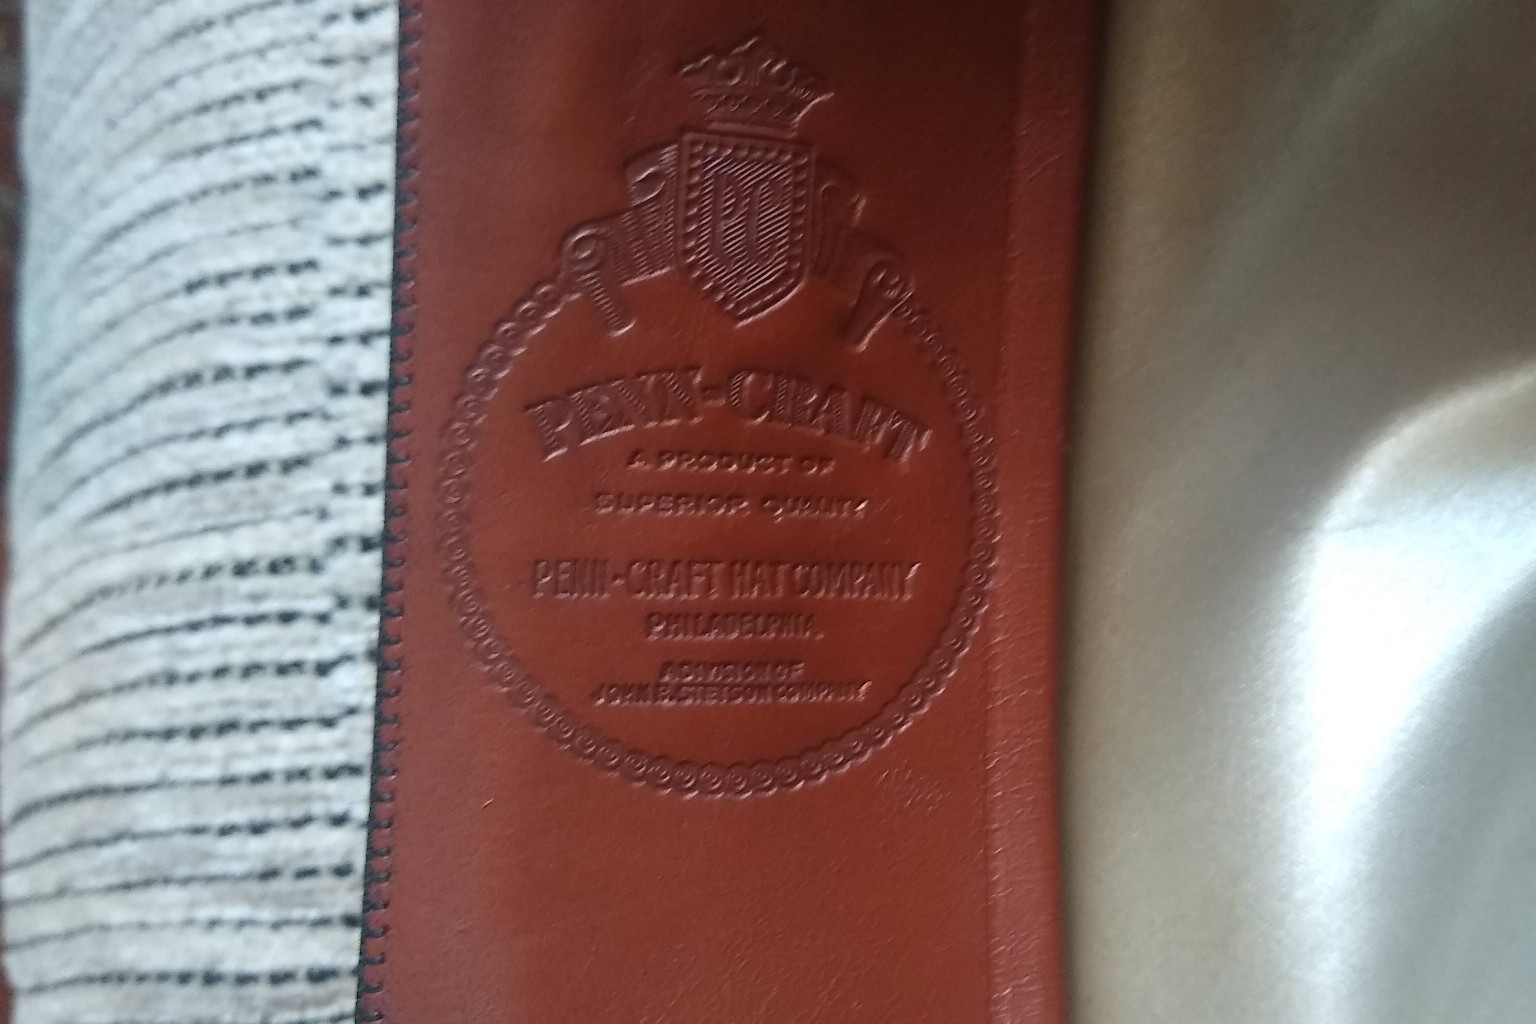 PC
PENN-CRAFT
A PRODUCT OF
SUPERIOR QUALITY
PENN-CRAFT HAT COMPANY
PHILADELPHIA.
A DIVISION OF
JOHN B. STETSON COMPANY